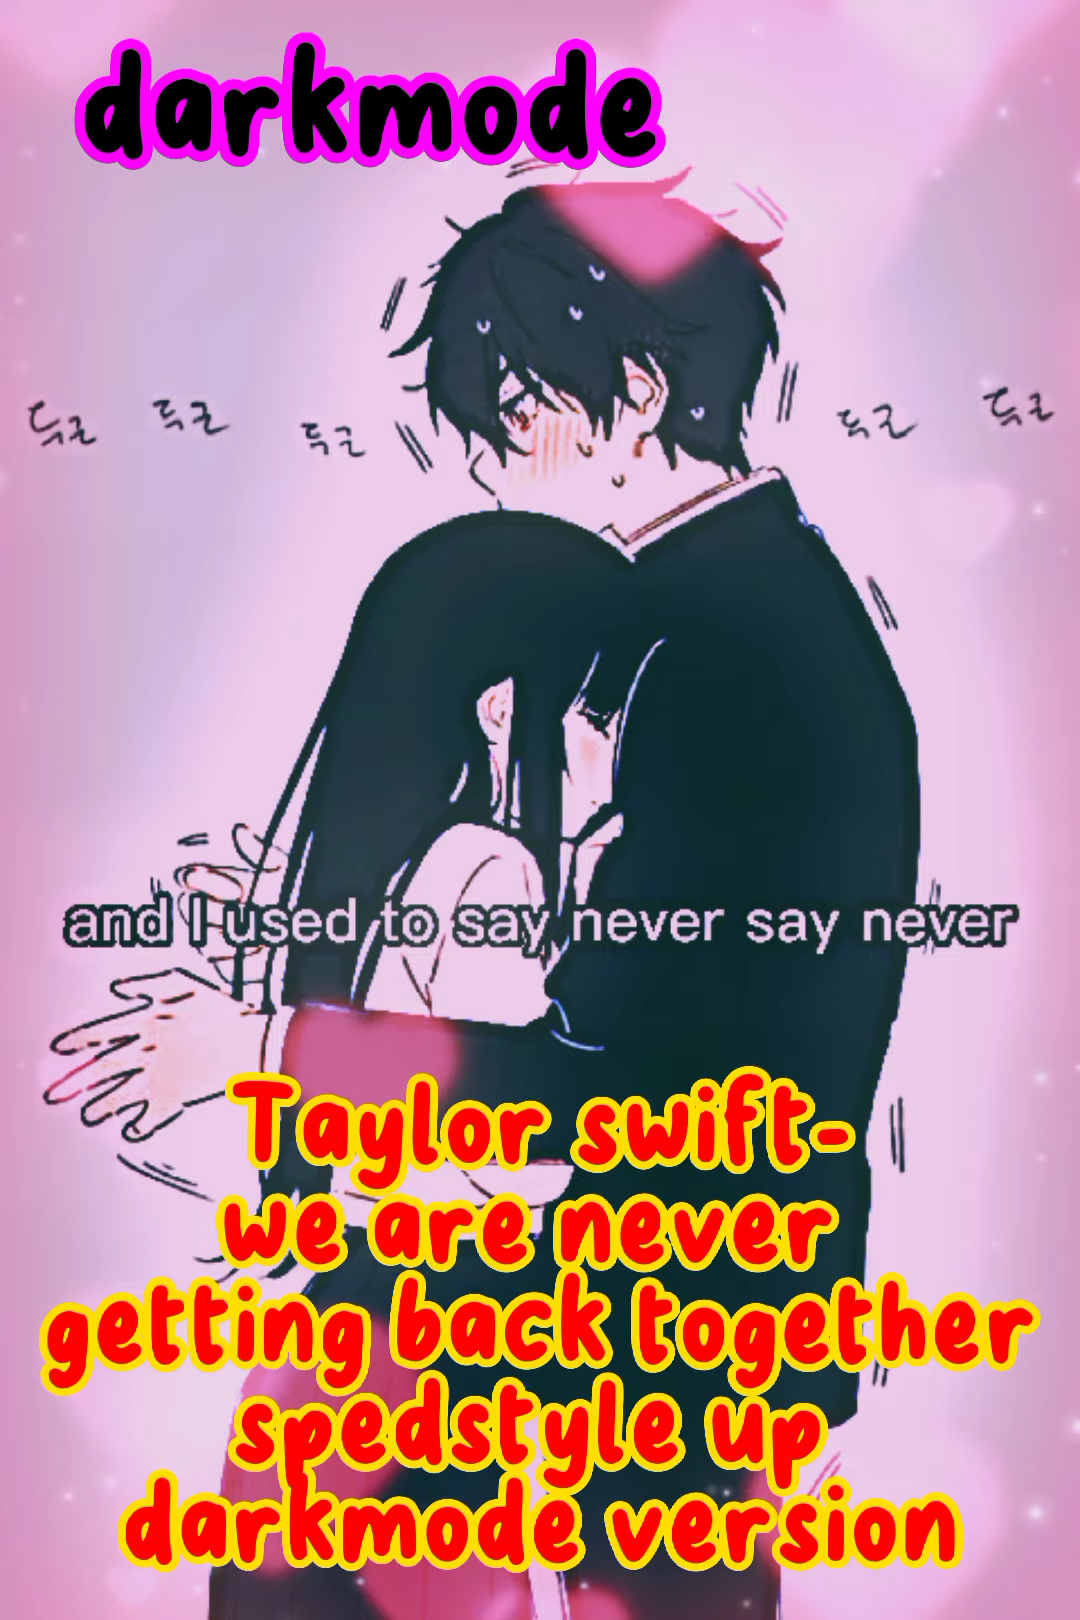 darkmode
두근 두근 두근 두근 두근
and I used to say never say never
Taylor swift-
we are never
getting back together
spedstyle up
darkmode version